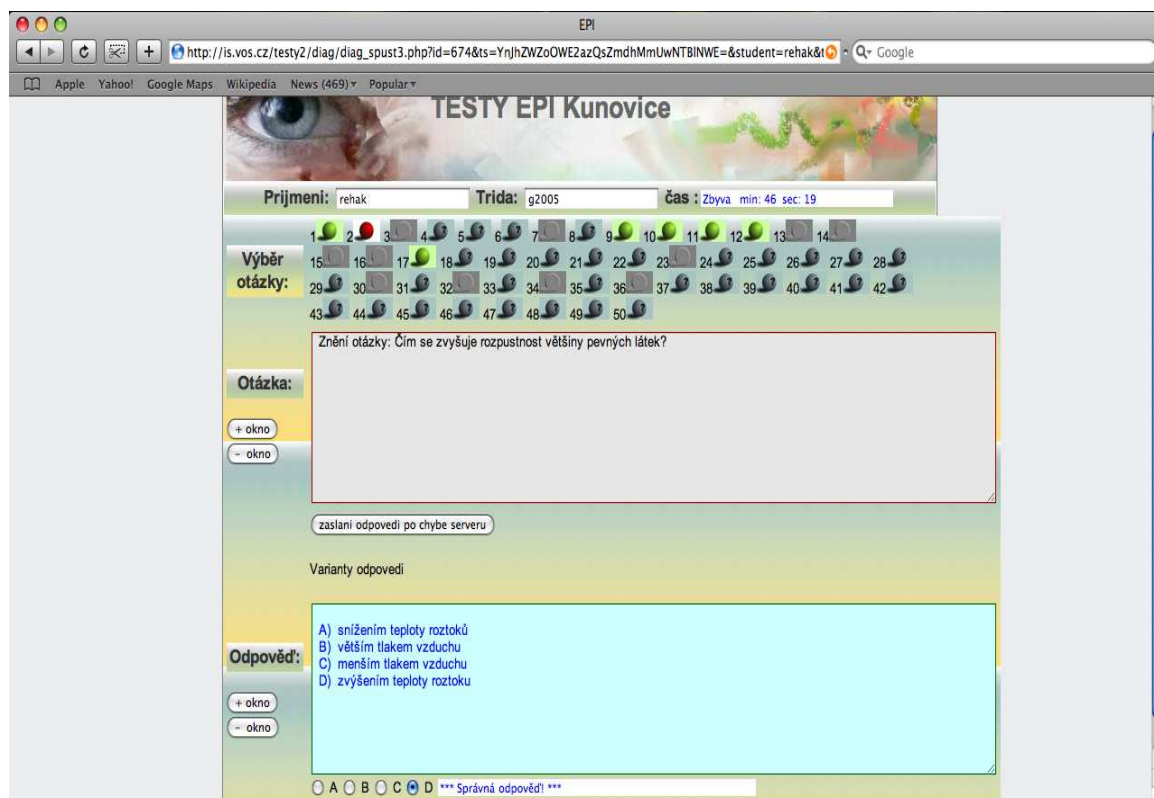 EPI
http://is.vos.cz/testy2/diag/diag_spust3.php?id=674&ts=YnJhZWZoOWE2azQsZmdhMmUwNTBlNWE=&student=rehak&t
Google
Apple Yahoo! Google Maps Wikipedia News (469) Popular
TESTY EPI Kunovice
Prijmeni: rehak Trida: g2005 čas : Zbyva min: 46 sec: 19
Výběr otázky:
1 2 3 4 5 6 7 8 9 10 11 12 13 14
15 16 17 18 19 20 21 22 23 24 25 26 27 28
29 30 31 32 33 34 35 36 37 38 39 40 41 42
43 44 45 46 47 48 49 50
Znění otázky: Čím se zvyšuje rozpustnost většiny pevných látek?
Otázka:
+ okno
- okno
zaslani odpovedi po chybe serveru
Varianty odpovedi
A) snížením teploty roztoků
B) větším tlakem vzduchu
C) menším tlakem vzduchu
D) zvýšením teploty roztoku
Odpověď:
+ okno
- okno
A B C D *** Správná odpověď! ***